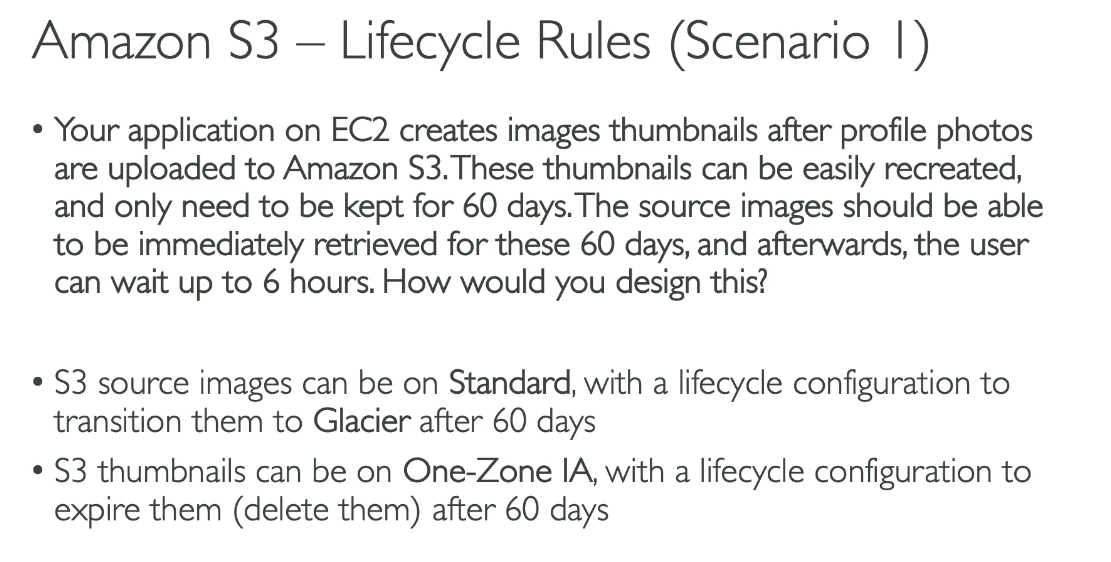 Amazon S3 – Lifecycle Rules (Scenario 1)
• Your application on EC2 creates images thumbnails after profile photos
are uploaded to Amazon S3. These thumbnails can be easily recreated,
and only need to be kept for 60 days. The source images should be able
to be immediately retrieved for these 60 days, and afterwards, the user
can wait up to 6 hours. How would you design this?
• S3 source images can be on Standard, with a lifecycle configuration to
transition them to Glacier after 60 days
• S3 thumbnails can be on One-Zone IA, with a lifecycle configuration to
expire them (delete them) after 60 days